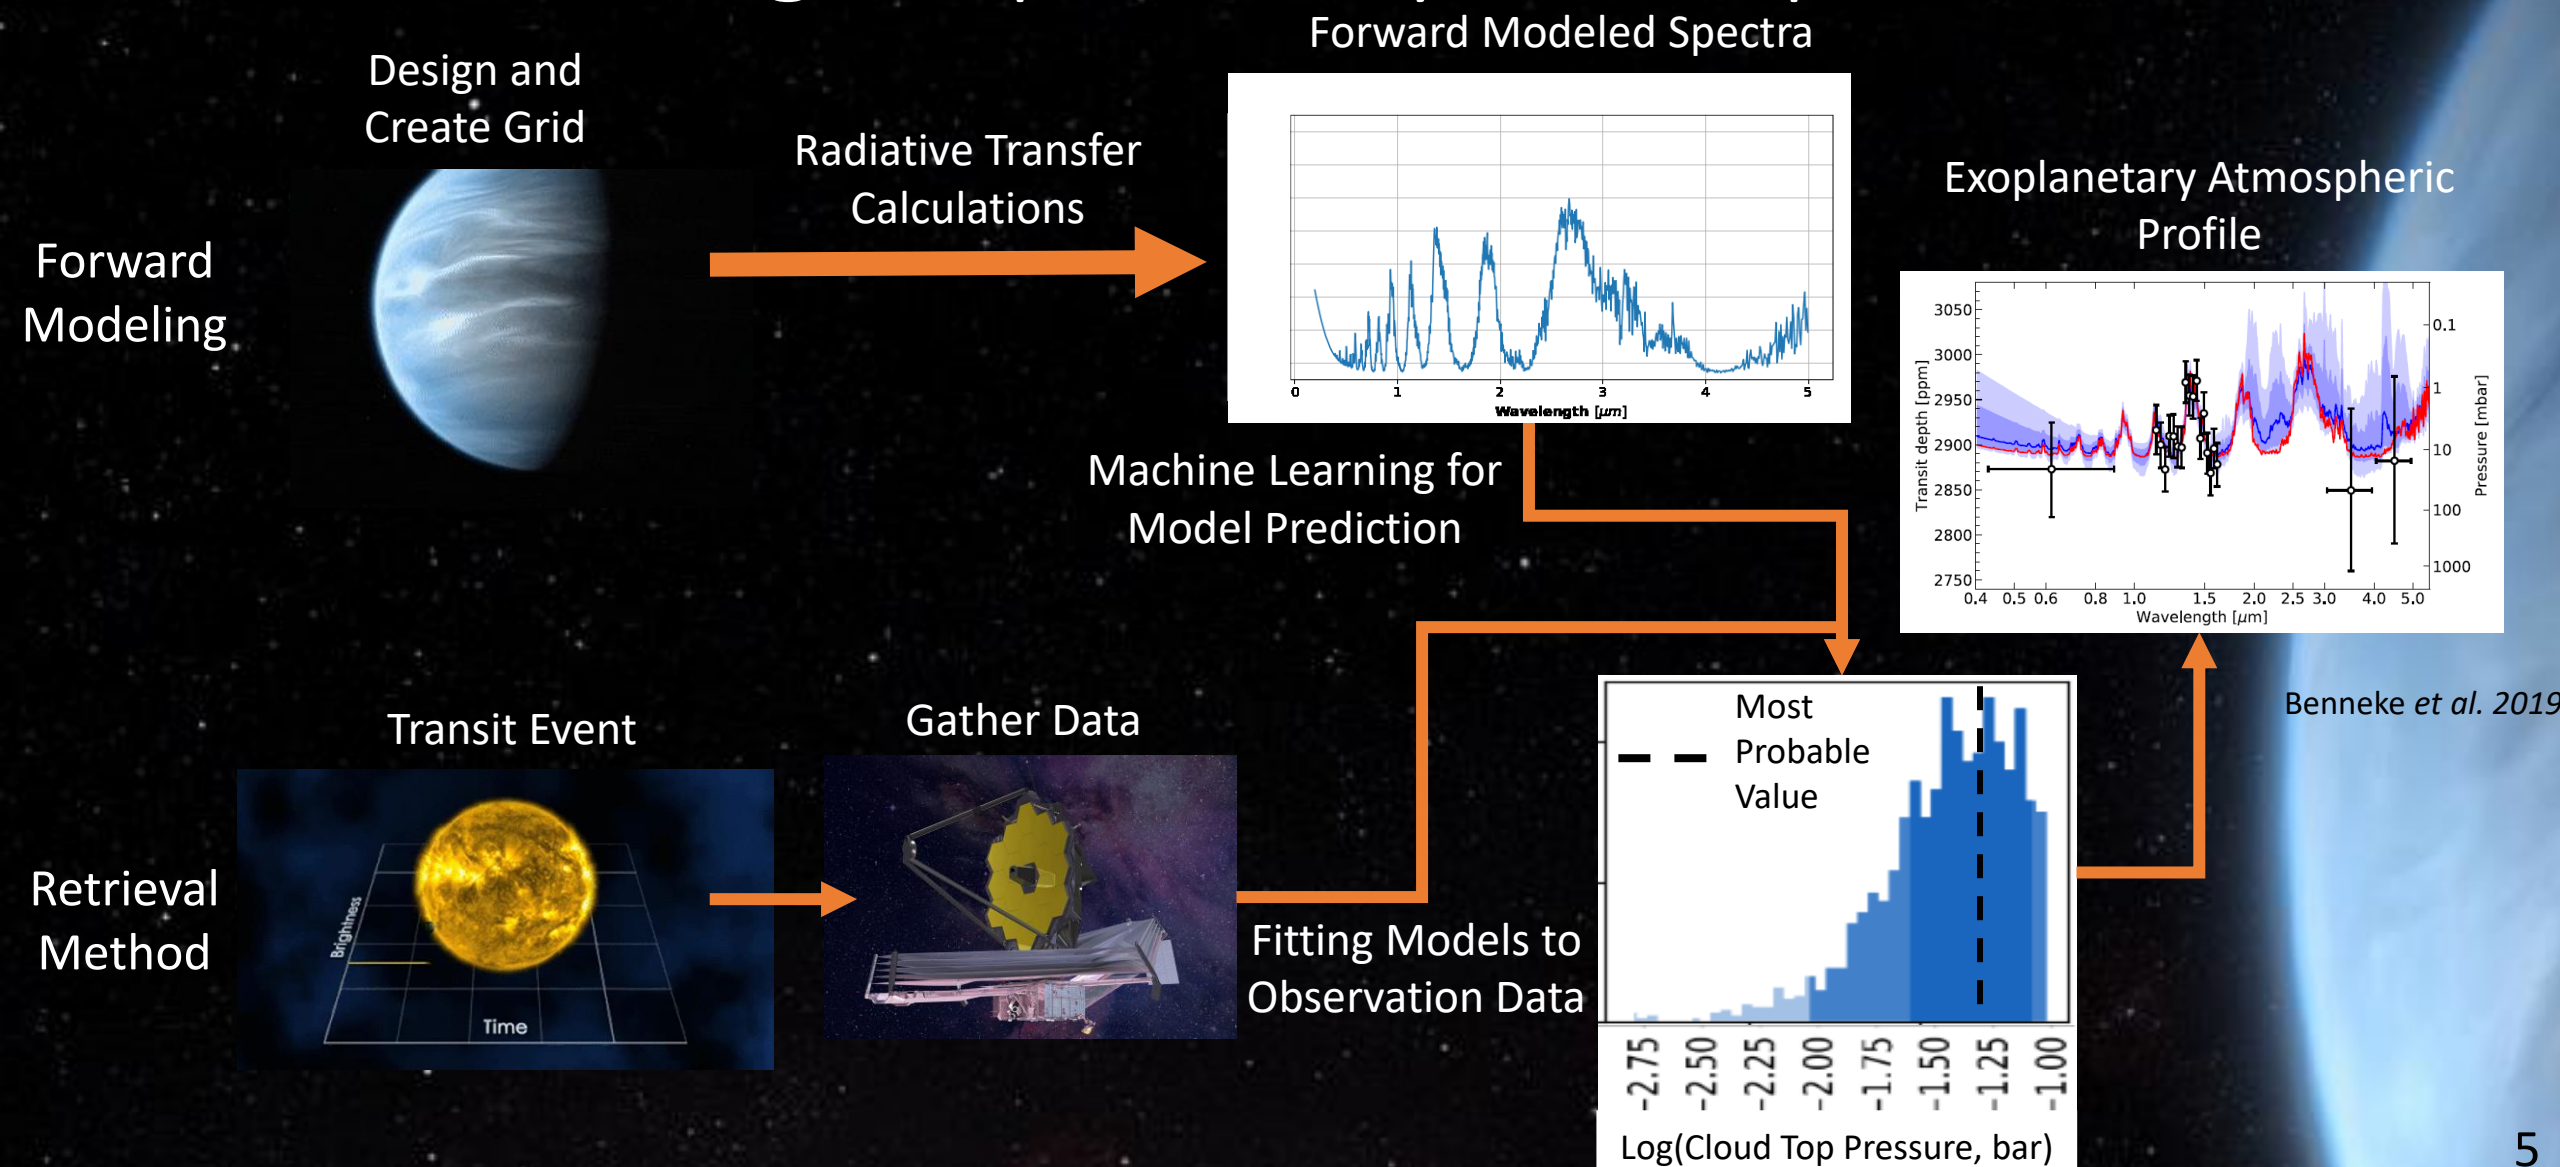 Forward Modeled Spectra
Design and
Create Grid
Radiative Transfer
Calculations
Exoplanetary Atmospheric
Profile
Forward
Modeling
0 1 2 3 4 5
Wavelength [μm]
3050
3000
2950
2900
2850
2800
2750
Transit depth [ppm]
0.1
1
10
100
1000
Pressure [mbar]
0.4 0.5 0.6 0.8 1.0 1.5 2.0 2.5 3.0 4.0 5.0
Wavelength [μm]
Machine Learning for
Model Prediction
Benneke et al. 2019
Transit Event
Gather Data
Retrieval
Method
Brightness
Time
Fitting Models to
Observation Data
Most
Probable
Value
-2.75 -2.50 -2.25 -2.00 -1.75 -1.50 -1.25 -1.00
Log(Cloud Top Pressure, bar)
5